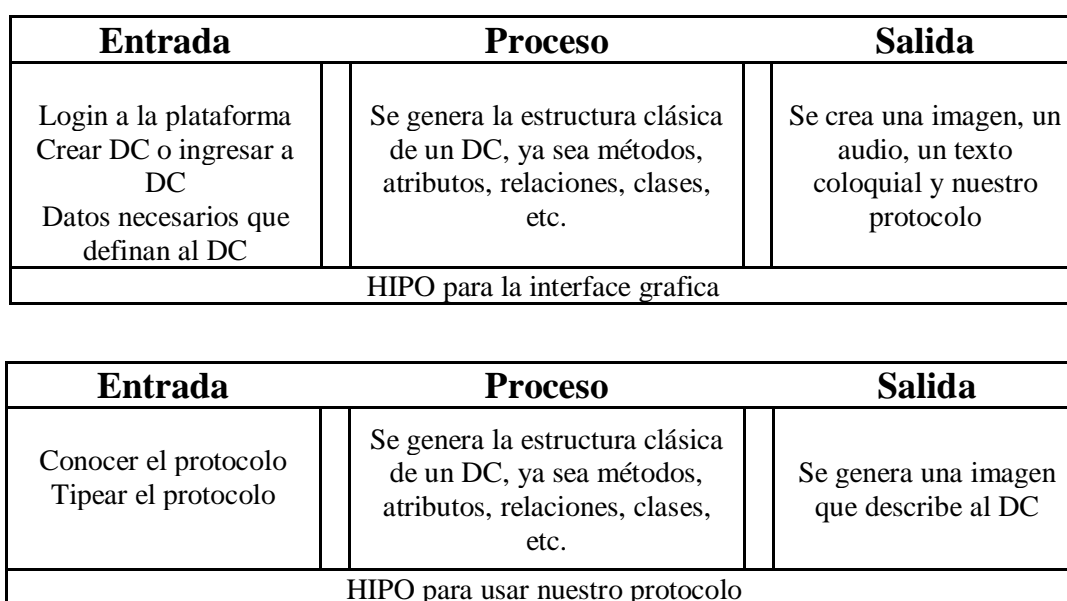 Entrada Proceso Salida
Login a la plataforma
Crear DC o ingresar a
DC
Datos necesarios que
definan al DC
Se genera la estructura clásica
de un DC, ya sea métodos,
atributos, relaciones, clases,
etc.
Se crea una imagen, un
audio, un texto
coloquial y nuestro
protocolo
HIPO para la interface grafica
Entrada Proceso Salida
Conocer el protocolo
Tipear el protocolo
Se genera la estructura clásica
de un DC, ya sea métodos,
atributos, relaciones, clases,
etc.
Se genera una imagen
que describe al DC
HIPO para usar nuestro protocolo